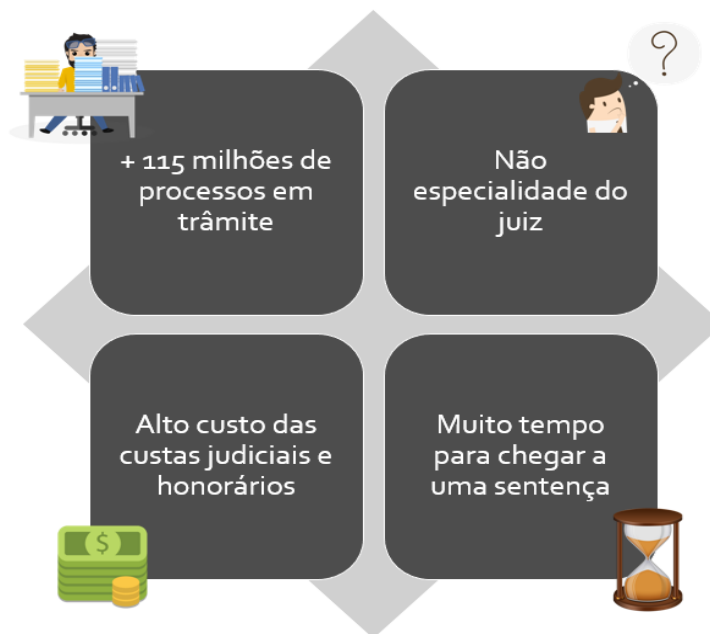 + 115 milhões de
processos em
trâmite
?
Não
especialidade do
juiz
Alto custo das
custas judiciais e
honorários
$
Muito tempo
para chegar a
uma sentença